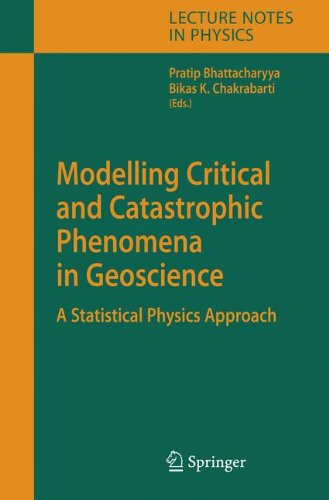 LECTURE NOTES
IN PHYSICS
Pratip Bhattacharyya
Bikas K. Chakrabarti
(Eds.)
Modelling Critical
and Catastrophic
Phenomena
in Geoscience
A Statistical Physics Approach
Springer